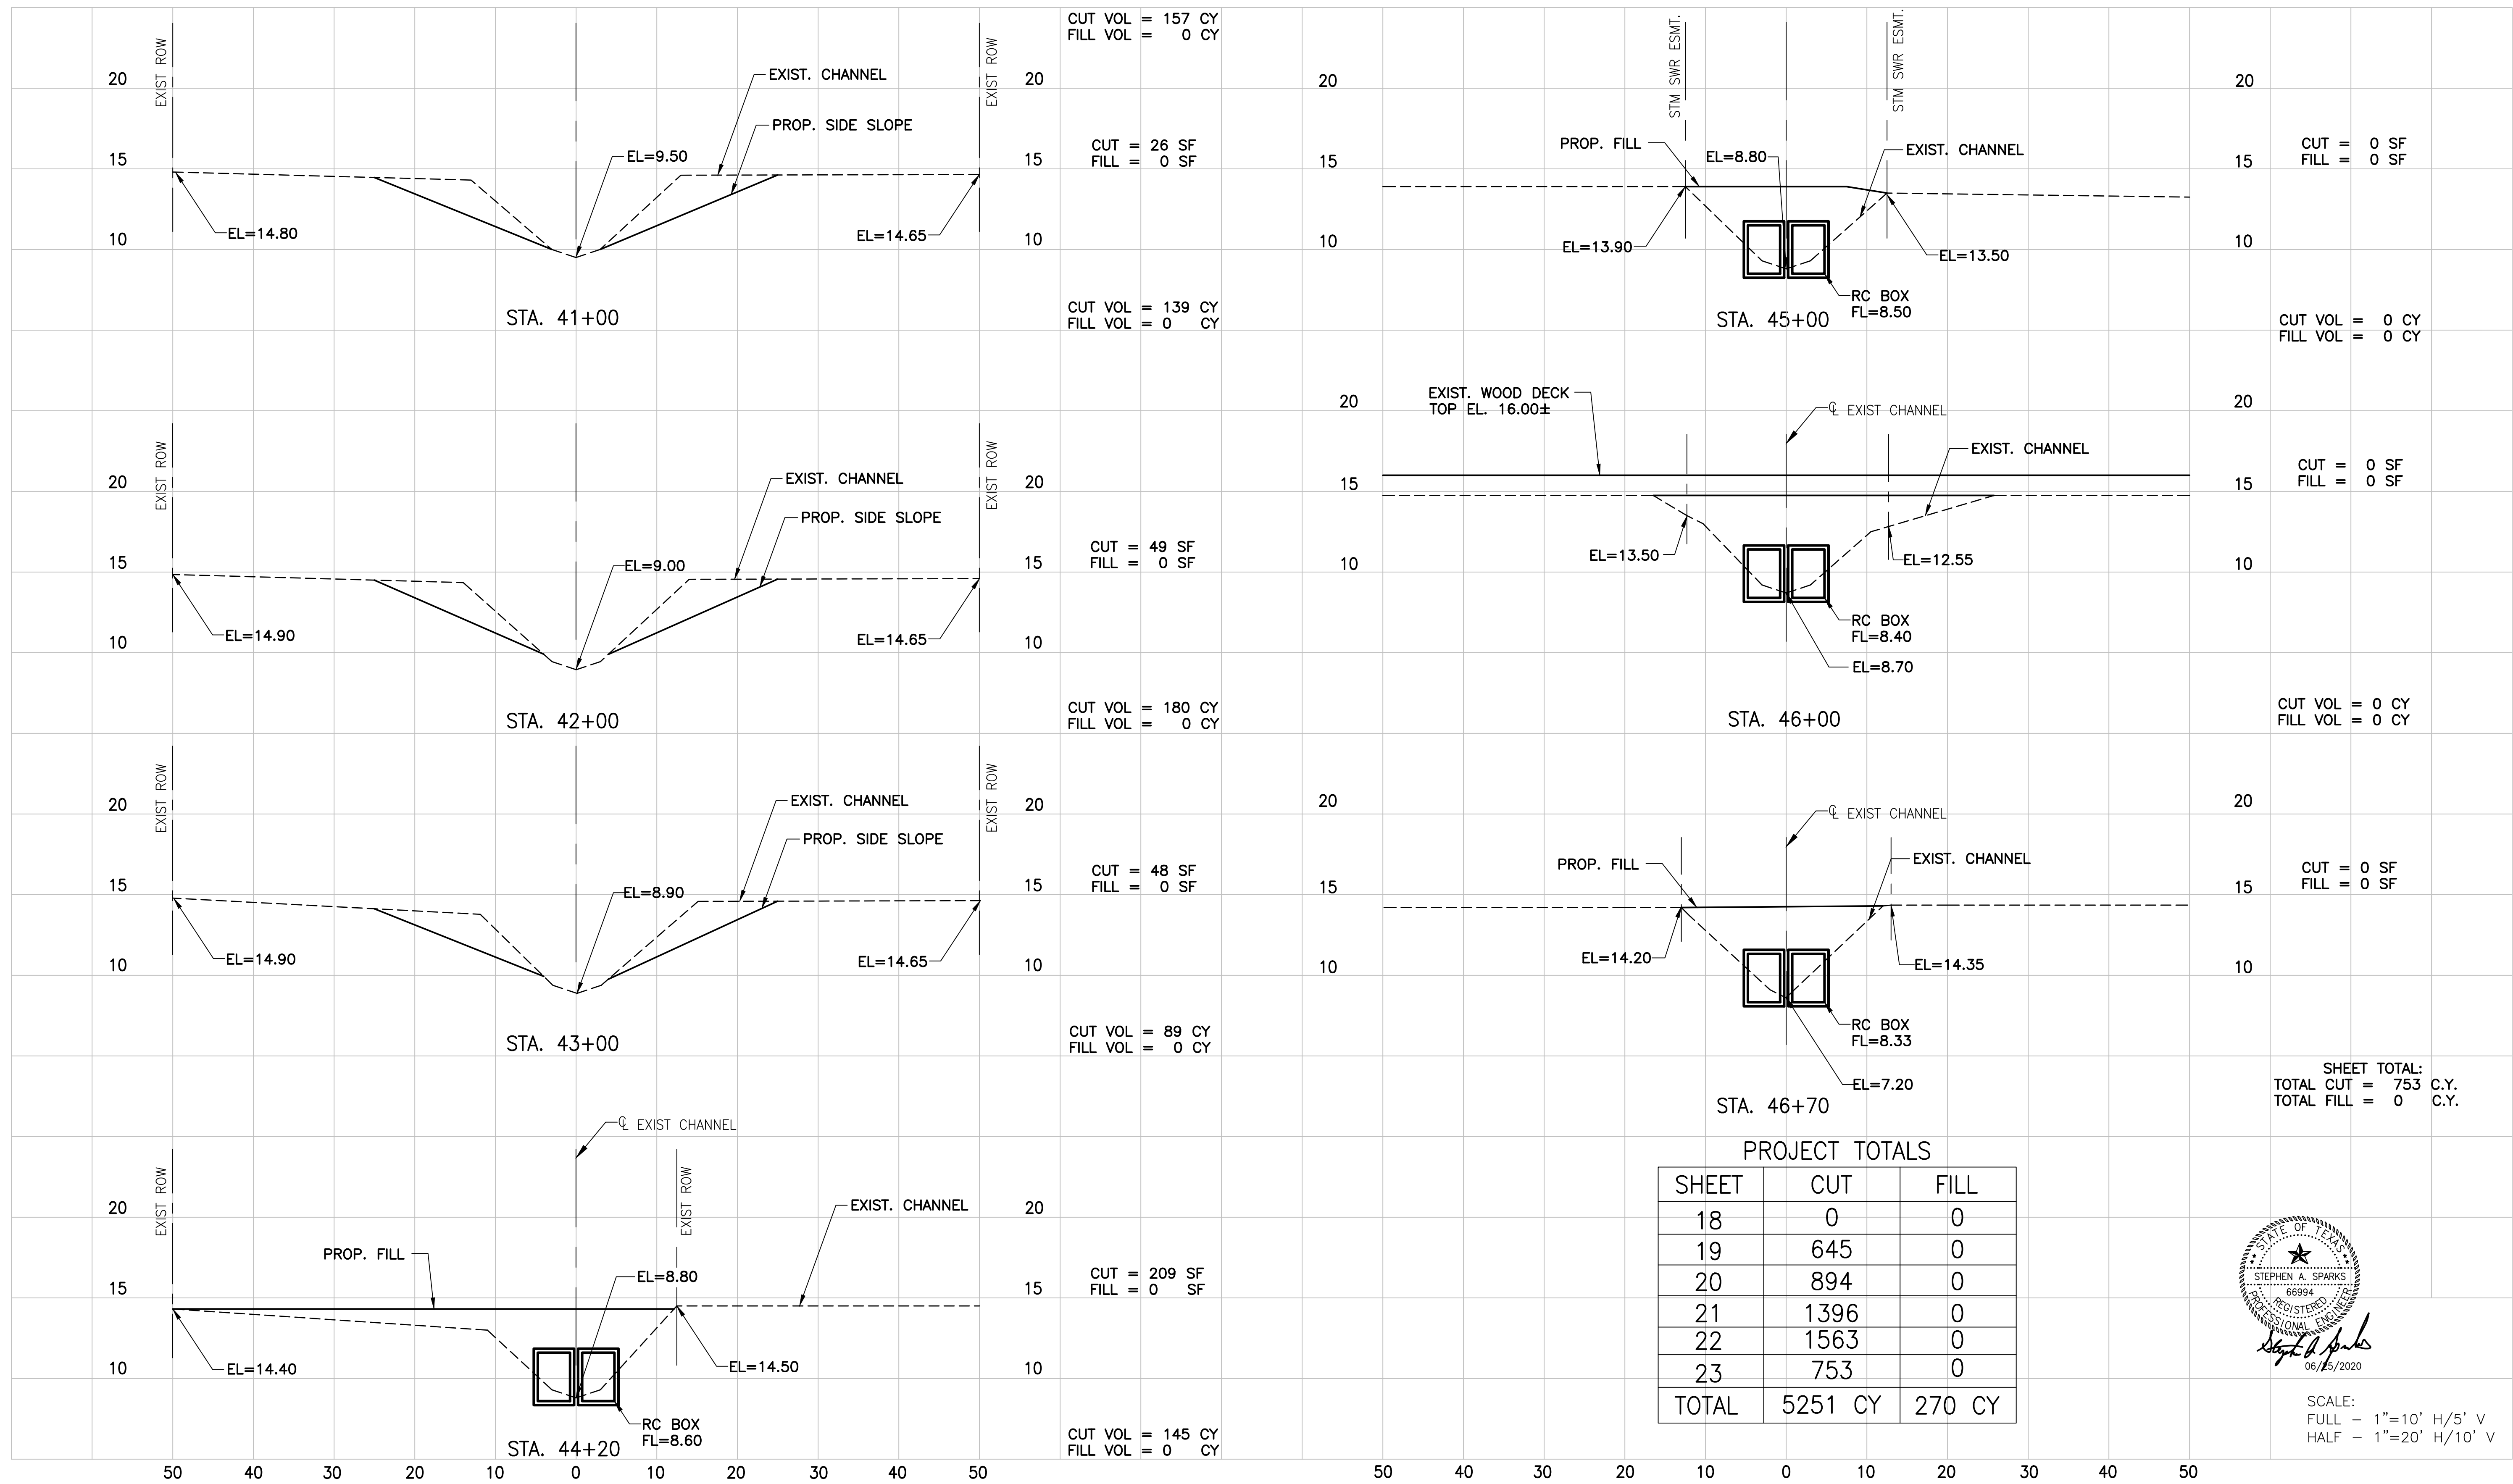 CUT VOL = 157 CY
FILL VOL = 0 CY
EXIST ROW
EXIST ROW
20
20
EXIST. CHANNEL
PROP. SIDE SLOPE
EL=9.50
15
15
CUT = 26 SF
FILL = 0 SF
EL=14.80
EL=14.65
10
10
STA. 41+00
CUT VOL = 139 CY
FILL VOL = 0 CY
EXIST ROW
EXIST ROW
20
20
EXIST. CHANNEL
PROP. SIDE SLOPE
EL=9.00
15
15
CUT = 49 SF
FILL = 0 SF
EL=14.90
EL=14.65
10
10
STA. 42+00
CUT VOL = 180 CY
FILL VOL = 0 CY
EXIST ROW
EXIST ROW
20
20
EXIST. CHANNEL
PROP. SIDE SLOPE
EL=8.90
15
15
CUT = 48 SF
FILL = 0 SF
EL=14.90
EL=14.65
10
10
STA. 43+00
CUT VOL = 89 CY
FILL VOL = 0 CY
℄ EXIST CHANNEL
EXIST ROW
EXIST ROW
20
20
EXIST. CHANNEL
PROP. FILL
EL=8.80
15
15
CUT = 209 SF
FILL = 0 SF
EL=14.40
EL=14.50
10
10
RC BOX
FL=8.60
STA. 44+20
CUT VOL = 145 CY
FILL VOL = 0 CY
50 40 30 20 10 0 10 20 30 40 50
STM SWR ESMT.
STM SWR ESMT.
20
20
PROP. FILL
EL=8.80
EXIST. CHANNEL
15
15
CUT = 0 SF
FILL = 0 SF
EL=13.90
EL=13.50
10
10
RC BOX
FL=8.50
STA. 45+00
CUT VOL = 0 CY
FILL VOL = 0 CY
EXIST. WOOD DECK
TOP EL. 16.00±
20
20
℄ EXIST CHANNEL
EXIST. CHANNEL
15
15
CUT = 0 SF
FILL = 0 SF
EL=13.50
EL=12.55
10
10
RC BOX
FL=8.40
EL=8.70
STA. 46+00
CUT VOL = 0 CY
FILL VOL = 0 CY
20
20
℄ EXIST CHANNEL
PROP. FILL
EXIST. CHANNEL
15
15
CUT = 0 SF
FILL = 0 SF
EL=14.20
EL=14.35
10
10
RC BOX
FL=8.33
EL=7.20
STA. 46+70
SHEET TOTAL:
TOTAL CUT = 753 C.Y.
TOTAL FILL = 0 C.Y.
PROJECT TOTALS
SHEET CUT FILL
18 0 0
19 645 0
20 894 0
21 1396 0
22 1563 0
23 753 0
TOTAL 5251 CY 270 CY
STATE OF TEXAS
STEPHEN A. SPARKS
66994
REGISTERED
PROFESSIONAL ENGINEER
Stephen A Sparks
06/25/2020
SCALE:
FULL – 1"=10' H/5' V
HALF – 1"=20' H/10' V
50 40 30 20 10 0 10 20 30 40 50